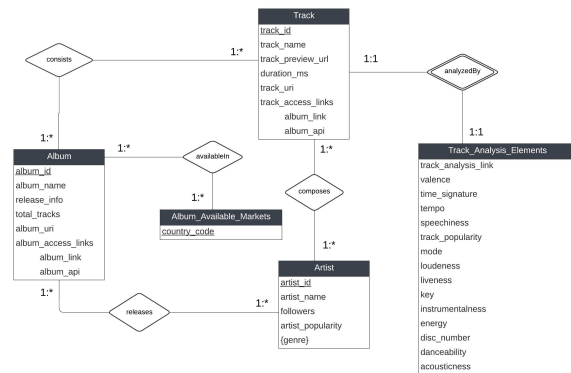 Track
track_id
track_name
track_preview_url
duration_ms
track_uri
track_access_links
album_link
album_api
consists
1:*
1:1
analyzedBy
1:*
1:*
1:1
Album
album_id
album_name
release_info
total_tracks
album_uri
album_access_links
album_link
album_api
1:*
availableIn
1:*
Album_Available_Markets
country_code
composes
1:*
Track_Analysis_Elements
track_analysis_link
valence
time_signature
tempo
speechiness
track_popularity
mode
loudeness
liveness
key
instrumentalness
energy
disc_number
danceability
acousticness
Artist
artist_id
artist_name
followers
artist_popularity
{genre}
1:*
releases
1:*